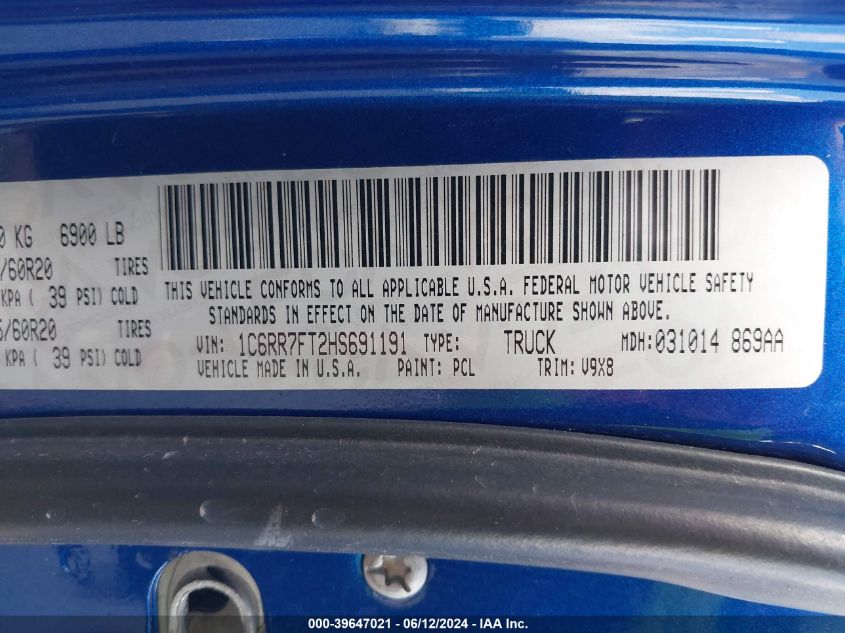 0 KG 6900 LB
/60R20 TIRES
KPA ( 39 PSI) COLD
/60R20 TIRES
KPA ( 39 PSI) COLD
THIS VEHICLE CONFORMS TO ALL APPLICABLE U.S.A. FEDERAL MOTOR VEHICLE SAFETY
STANDARDS IN EFFECT ON THE DATE OF MANUFACTURE SHOWN ABOVE.
VIN: 1C6RR7FT2HS691191 TYPE: TRUCK MDH:031014 869AA
VEHICLE MADE IN U.S.A. PAINT: PCL TRIM: V9X8
000-39647021 / 06/12/2024 - IAA Inc.